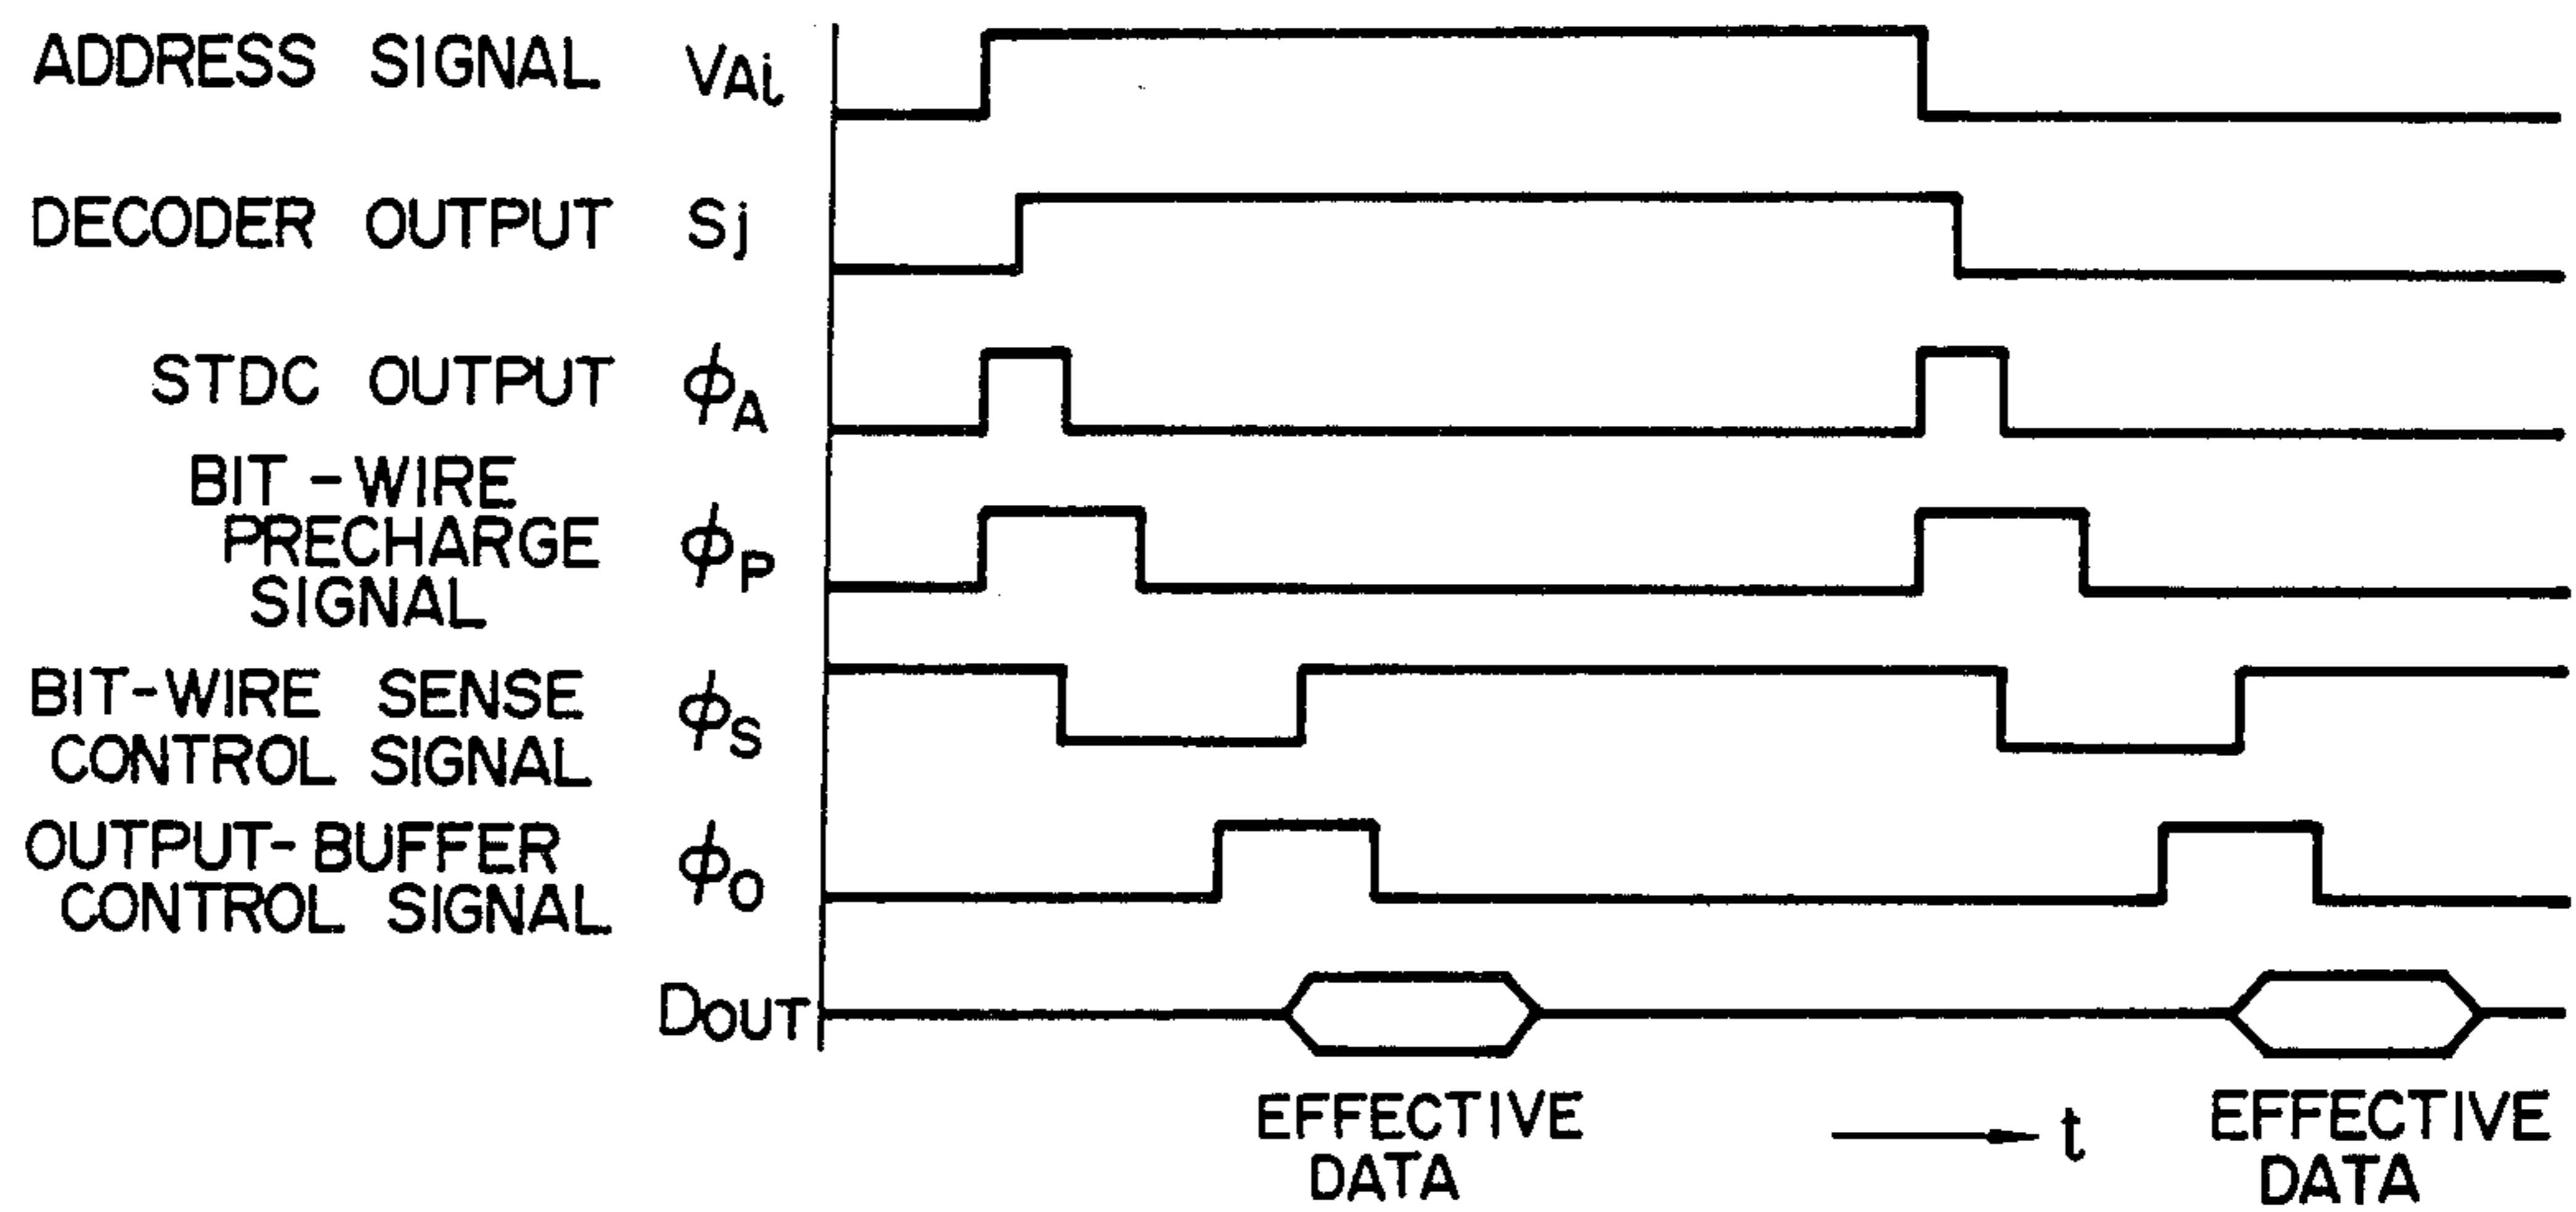 ADDRESS SIGNAL VAi
DECODER OUTPUT Sj
STDC OUTPUT ϕA
BIT-WIRE
PRECHARGE
SIGNAL
ϕP
BIT-WIRE SENSE
CONTROL SIGNAL
ϕS
OUTPUT-BUFFER
CONTROL SIGNAL
ϕO
DOUT
EFFECTIVE
DATA
t
EFFECTIVE
DATA